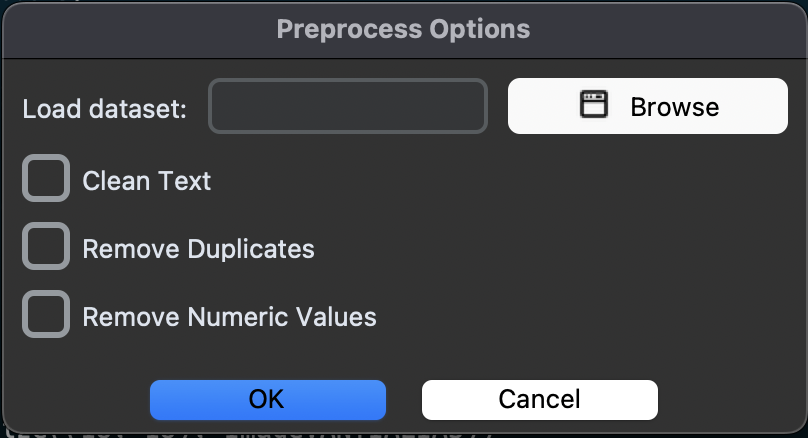 Preprocess Options
Load dataset:
Browse
Clean Text
Remove Duplicates
Remove Numeric Values
OK
Cancel